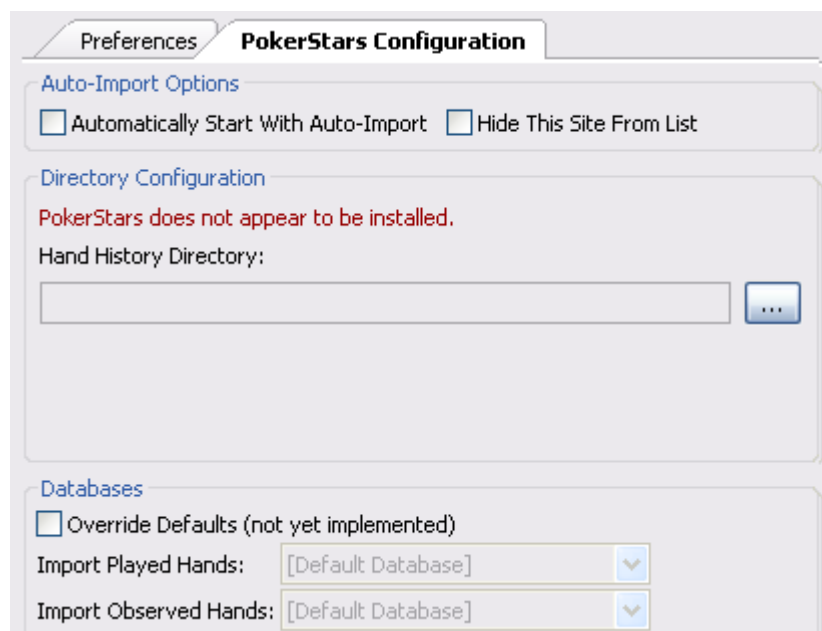 Preferences PokerStars Configuration
Auto-Import Options
Automatically Start With Auto-Import Hide This Site From List
Directory Configuration
PokerStars does not appear to be installed.
Hand History Directory:
...
Databases
Override Defaults (not yet implemented)
Import Played Hands: [Default Database]
Import Observed Hands: [Default Database]